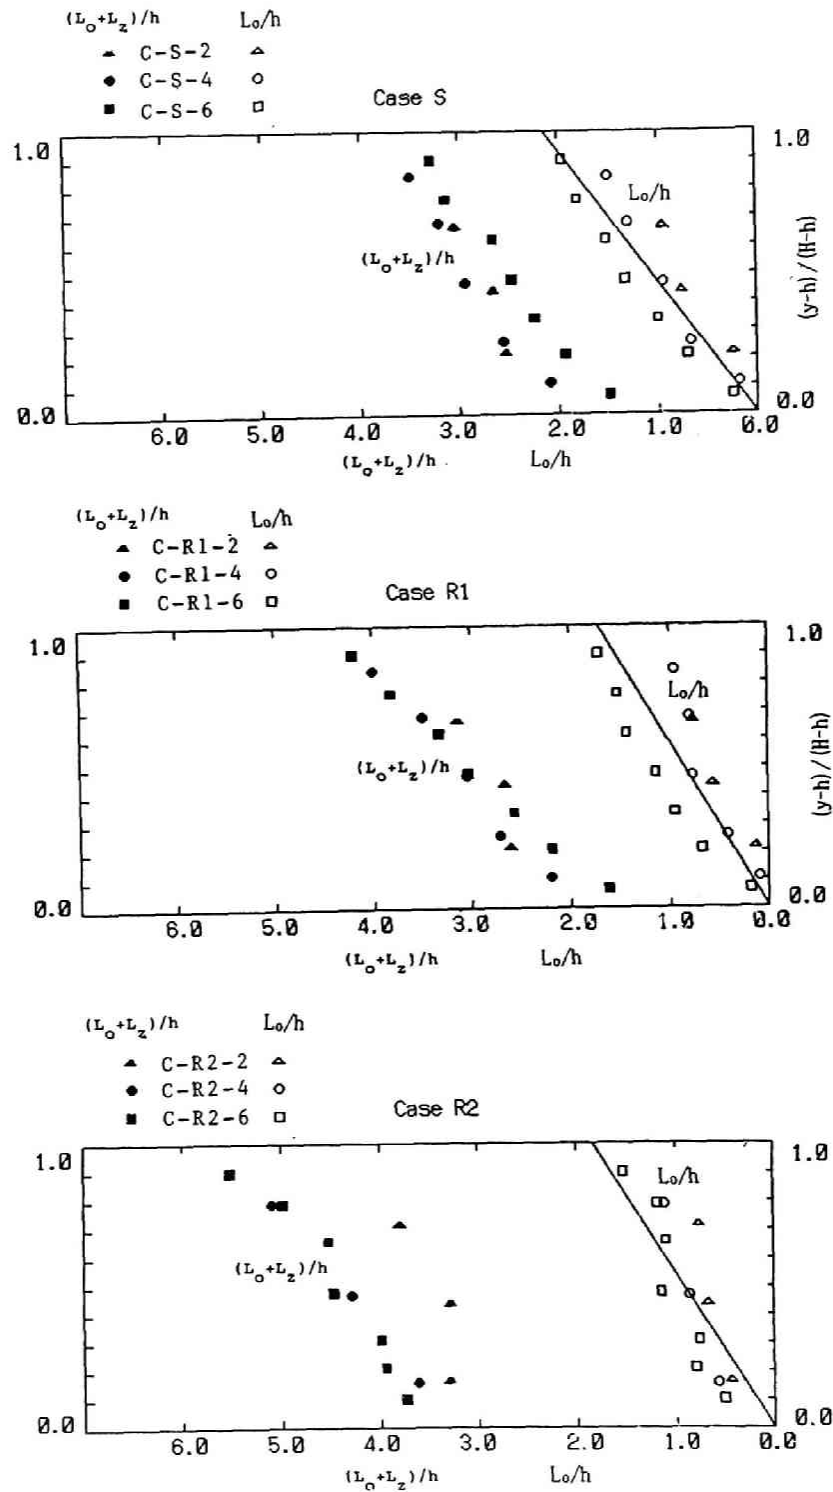 (Lo+Lz)/h Lo/h
C-S-2
C-S-4
C-S-6
Case S
1.0 1.0
Lo/h
(Lo+Lz)/h
(y-h)/(H-h)
0.0 0.0
6.0 5.0 4.0 3.0 2.0 1.0 0.0
(Lo+Lz)/h Lo/h
(Lo+Lz)/h Lo/h
C-R1-2
C-R1-4
C-R1-6
Case R1
1.0 1.0
Lo/h
(Lo+Lz)/h
(y-h)/(H-h)
0.0 0.0
6.0 5.0 4.0 3.0 2.0 1.0 0.0
(Lo+Lz)/h Lo/h
(Lo+Lz)/h Lo/h
C-R2-2
C-R2-4
C-R2-6
Case R2
1.0 1.0
Lo/h
(Lo+Lz)/h
0.0 0.0
6.0 5.0 4.0 3.0 2.0 1.0 0.0
(Lo+Lz)/h Lo/h